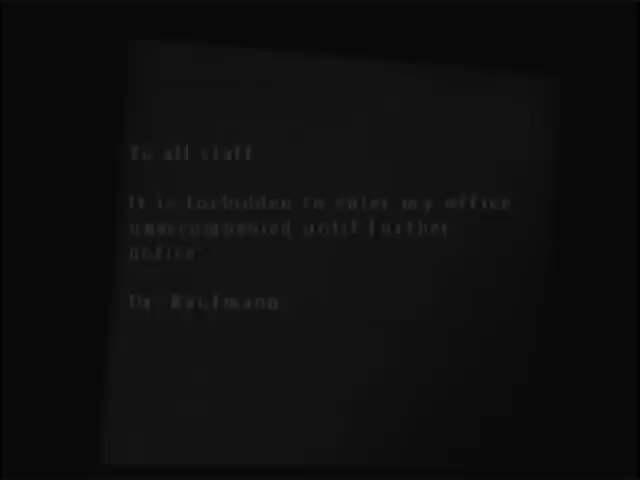 To all staff
It is forbidden to enter my office
unaccompanied until further
notice
Dr. Kaufmann